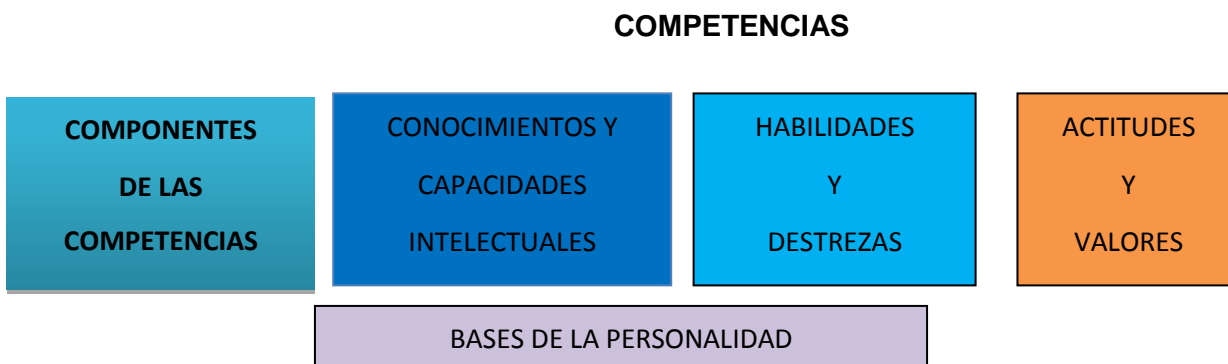 COMPETENCIAS
COMPONENTES
DE LAS
COMPETENCIAS
CONOCIMIENTOS Y
CAPACIDADES
INTELECTUALES
HABILIDADES
Y
DESTREZAS
ACTITUDES
Y
VALORES
BASES DE LA PERSONALIDAD